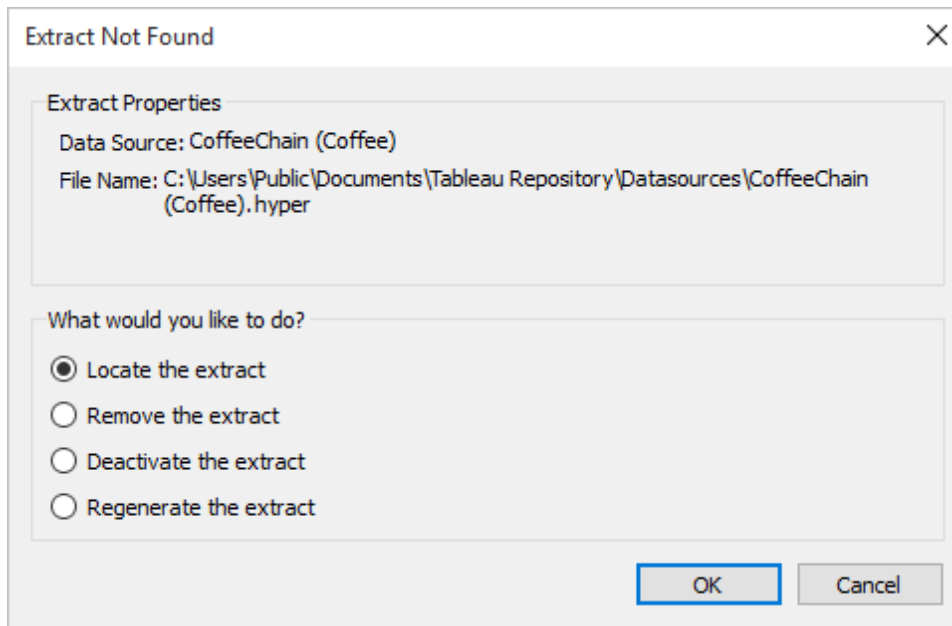 Extract Not Found
Extract Properties
Data Source: CoffeeChain (Coffee)
File Name: C:\Users\Public\Documents\Tableau Repository\Datasources\CoffeeChain
(Coffee).hyper
What would you like to do?
Locate the extract
Remove the extract
Deactivate the extract
Regenerate the extract
OK Cancel